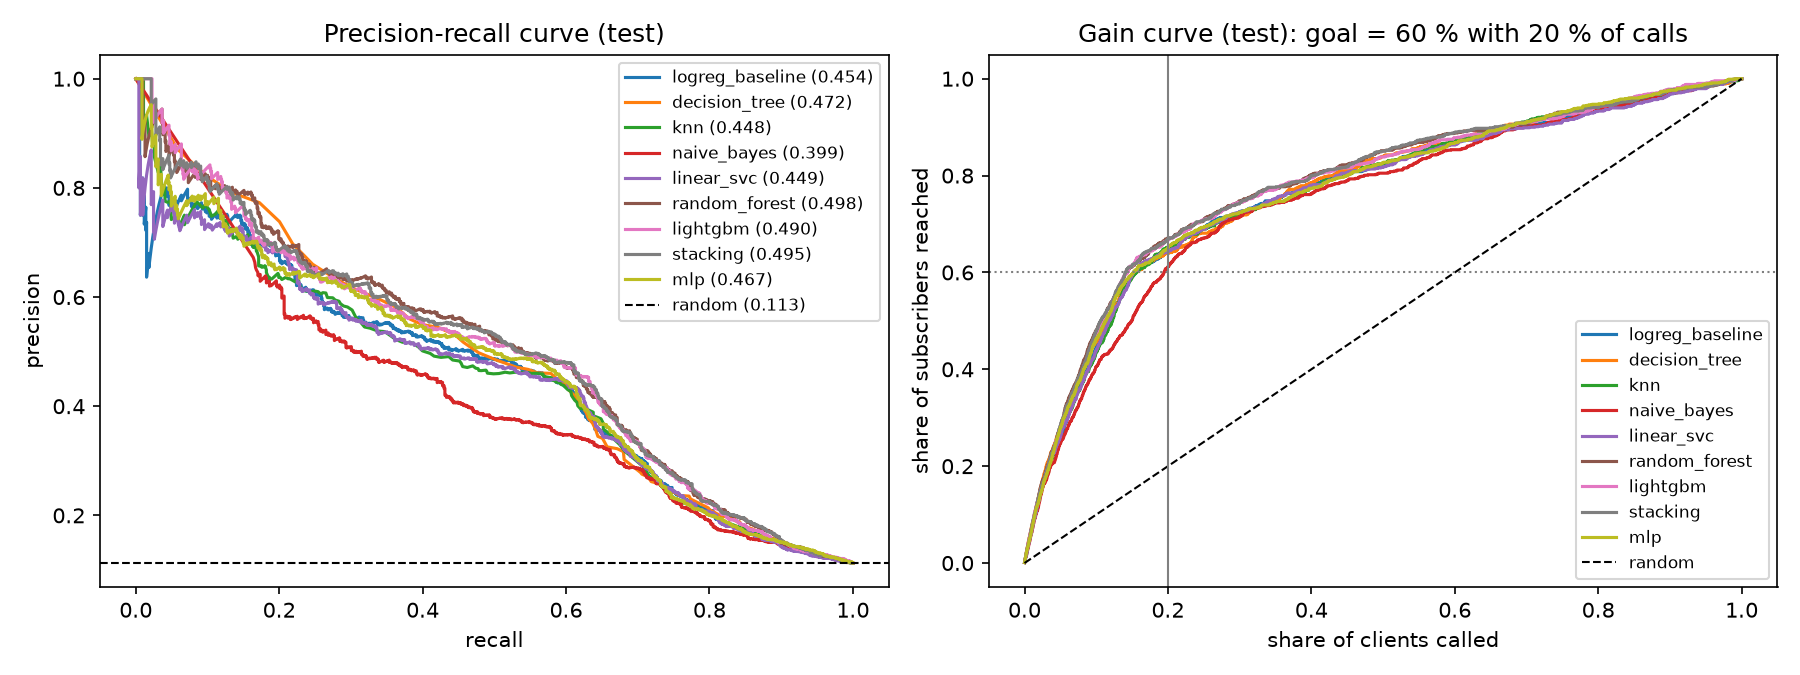 Precision-recall curve (test)
precision
1.0
0.8
0.6
0.4
0.2
0.0
0.2
0.4
0.6
0.8
1.0
recall
logreg_baseline (0.454)
decision_tree (0.472)
knn (0.448)
naive_bayes (0.399)
linear_svc (0.449)
random_forest (0.498)
lightgbm (0.490)
stacking (0.495)
mlp (0.467)
random (0.113)
Gain curve (test): goal = 60 % with 20 % of calls
share of subscribers reached
1.0
0.8
0.6
0.4
0.2
0.0
0.0
0.2
0.4
0.6
0.8
1.0
share of clients called
logreg_baseline
decision_tree
knn
naive_bayes
linear_svc
random_forest
lightgbm
stacking
mlp
random